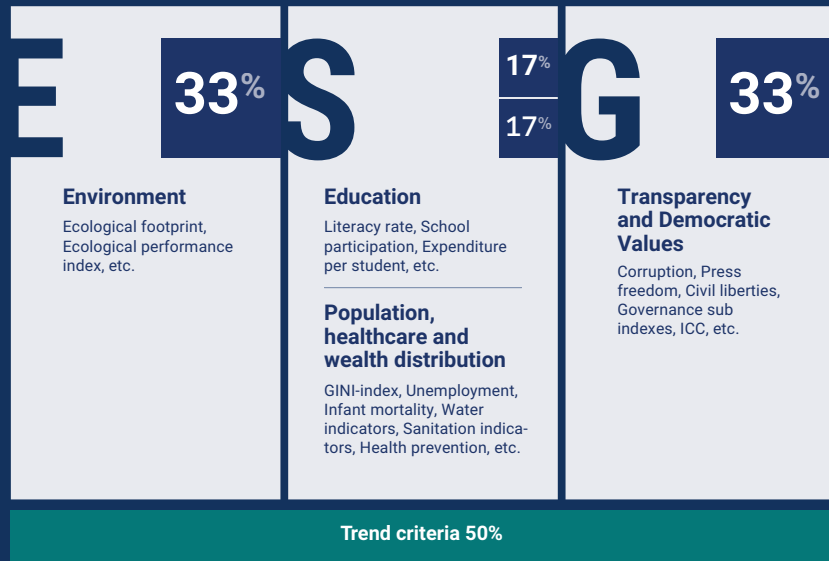 E
33%
Environment
Ecological footprint,
Ecological performance
index, etc.
S
17%
17%
Education
Literacy rate, School
participation, Expenditure
per student, etc.
Population,
healthcare and
wealth distribution
GINI-index, Unemployment,
Infant mortality, Water
indicators, Sanitation indica-
tors, Health prevention, etc.
G
33%
Transparency
and Democratic
Values
Corruption, Press
freedom, Civil liberties,
Governance sub
indexes, ICC, etc.
Trend criteria 50%